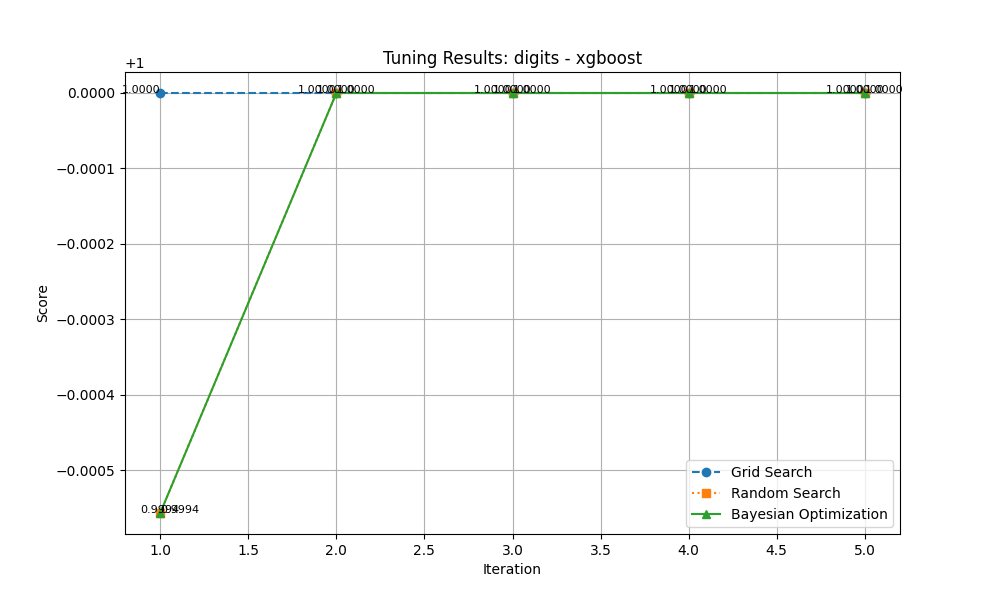 Tuning Results: digits - xgboost
+1
0.0000
−0.0001
−0.0002
−0.0003
−0.0004
−0.0005
Score
1.0000
0.9994
0.9994
1.0 1.5 2.0 2.5 3.0 3.5 4.0 4.5 5.0
Iteration
Grid Search
Random Search
Bayesian Optimization